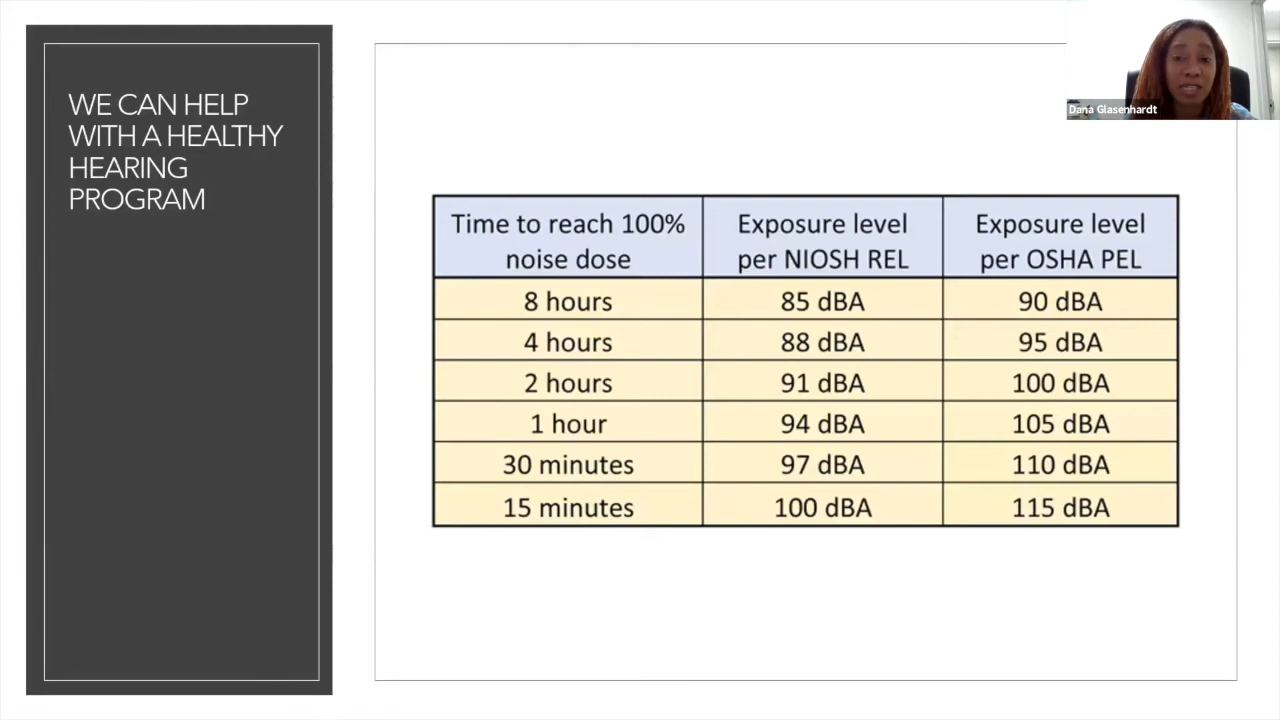 WE CAN HELP
WITH A HEALTHY
HEARING
PROGRAM
Dana Glasenhardt
Time to reach 100% noise dose Exposure level per NIOSH REL Exposure level per OSHA PEL
8 hours 85 dBA 90 dBA
4 hours 88 dBA 95 dBA
2 hours 91 dBA 100 dBA
1 hour 94 dBA 105 dBA
30 minutes 97 dBA 110 dBA
15 minutes 100 dBA 115 dBA